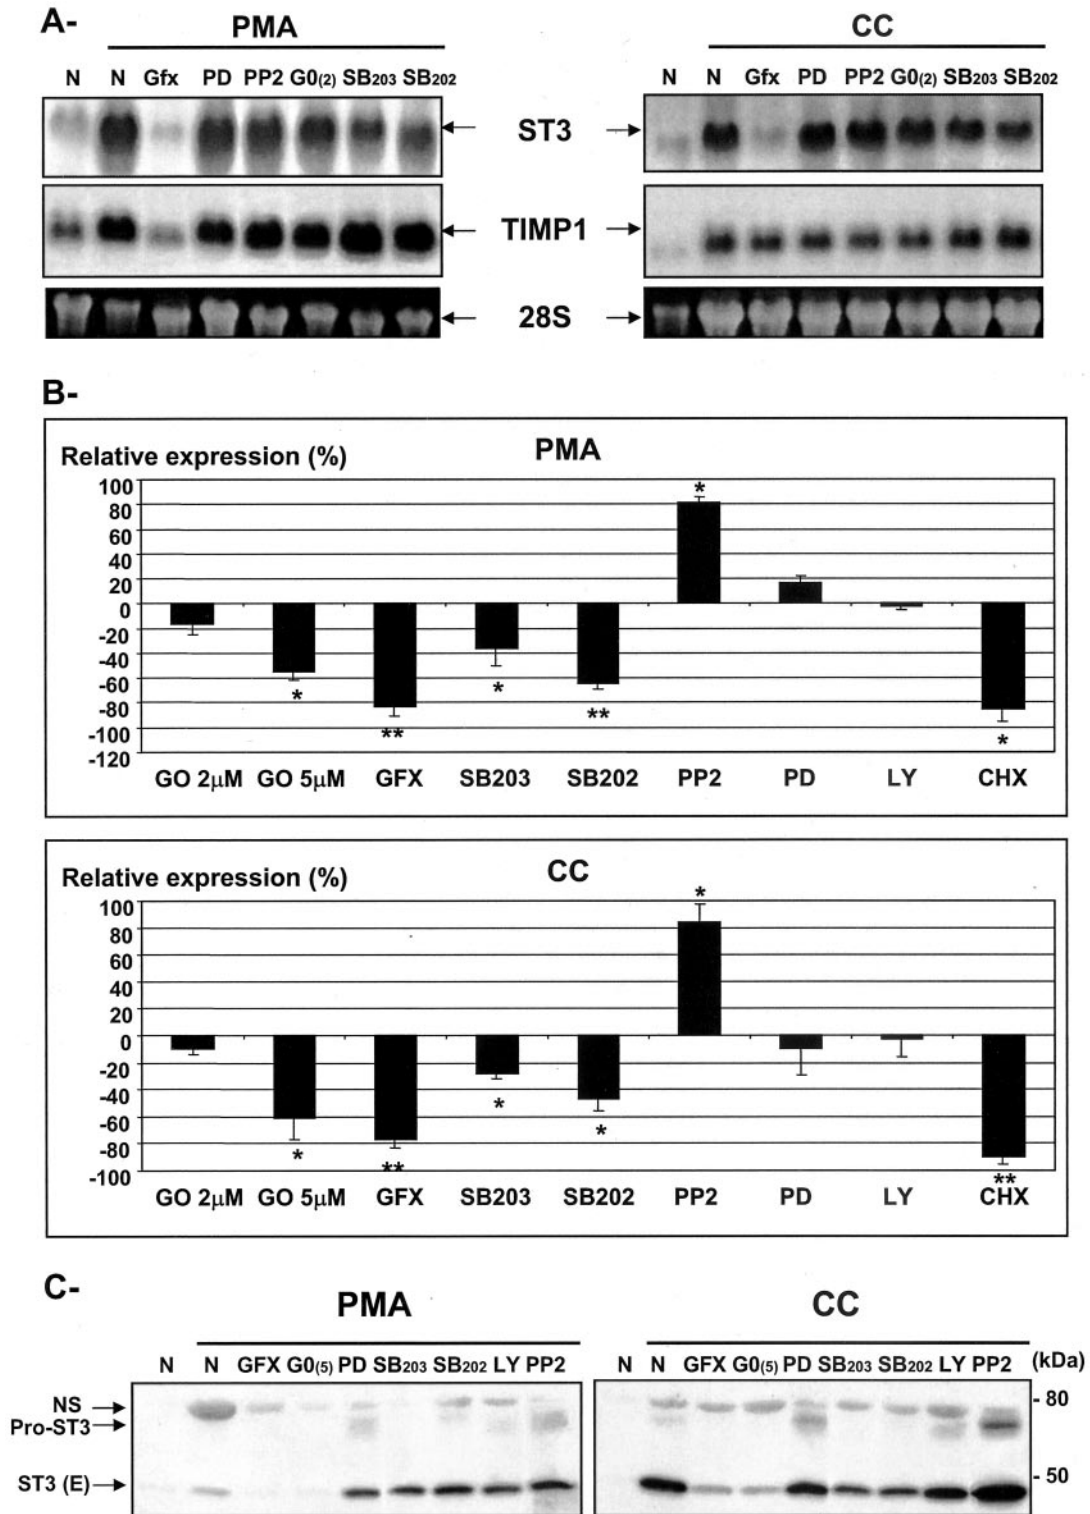 A-
PMA
CC
N N Gfx PD PP2 G0(2) SB203 SB202
N N Gfx PD PP2 G0(2) SB203 SB202
ST3
TIMP1
28S
B-
Relative expression (%)
PMA
100
80
60
40
20
0
-20
-40
-60
-80
-100
-120
*
**
*
**
*
*
GO 2µM GO 5µM GFX SB203 SB202 PP2 PD LY CHX
Relative expression (%)
CC
100
80
60
40
20
0
-20
-40
-60
-80
-100
*
**
*
*
*
**
GO 2µM GO 5µM GFX SB203 SB202 PP2 PD LY CHX
C-
PMA
CC
N N GFX G0(5) PD SB203 SB202 LY PP2
N N GFX G0(5) PD SB203 SB202 LY PP2 (kDa)
NS
Pro-ST3
ST3 (E)
- 80
- 50